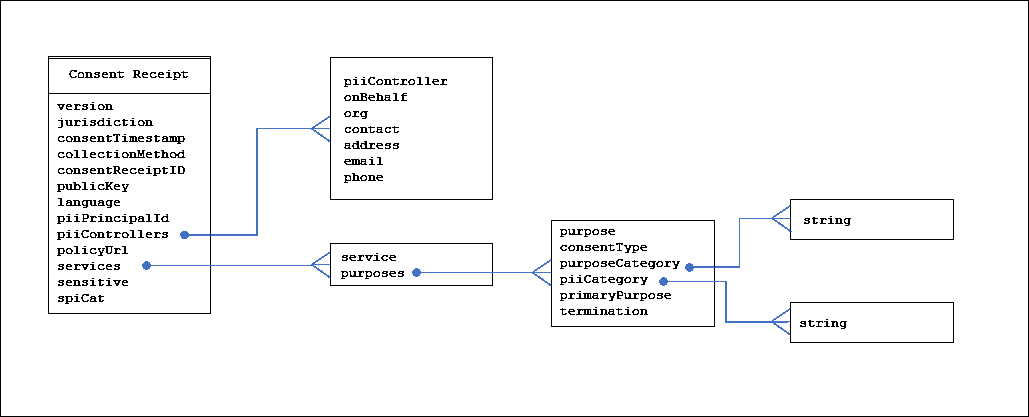 Consent Receipt
version
jurisdiction
consentTimestamp
collectionMethod
consentReceiptID
publicKey
language
piiPrincipalId
piiControllers
policyUrl
services
sensitive
spiCat
piiController
onBehalf
org
contact
address
email
phone
service
purposes
purpose
consentType
purposeCategory
piiCategory
primaryPurpose
termination
string
string